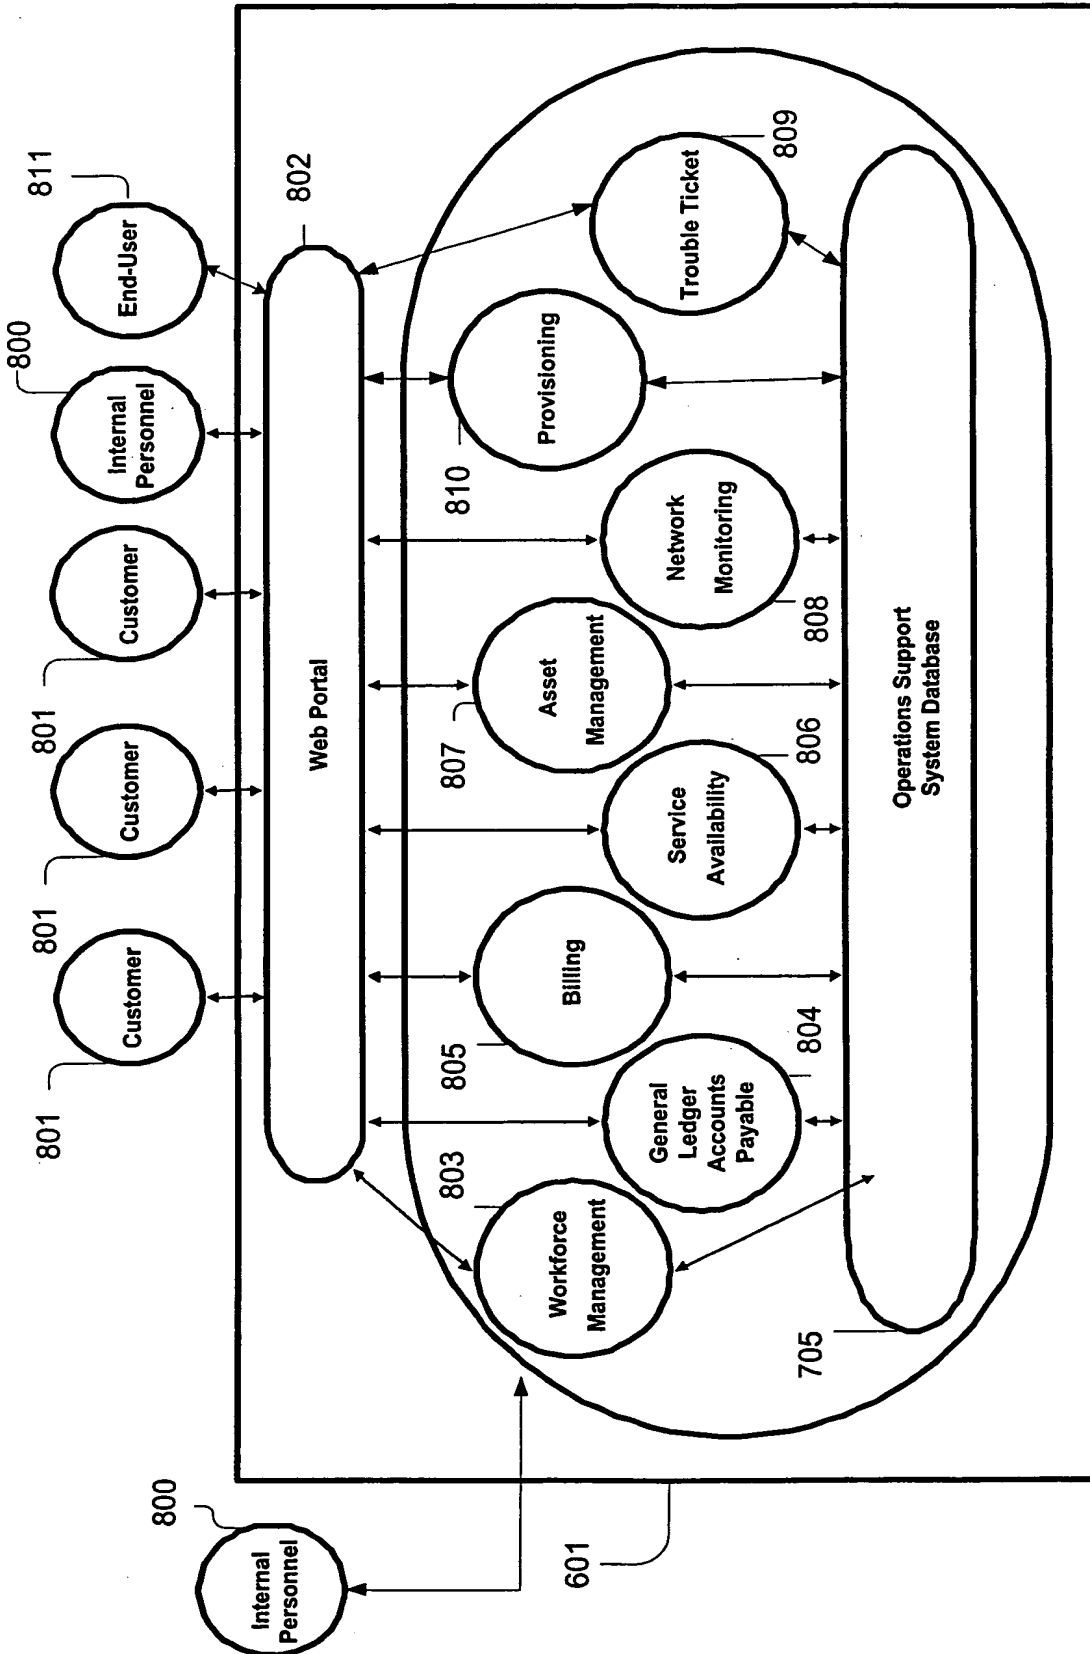 811
End-User
800
Internal
Personnel
Customer
801
Customer
801
Customer
801
802
Web Portal
809
Trouble Ticket
Provisioning
810
Network
Monitoring
808
Asset
Management
807
806
Service
Availability
Billing
805
804
General
Ledger
Accounts
Payable
803
Workforce
Management
Operations Support
System Database
705
800
Internal
Personnel
601